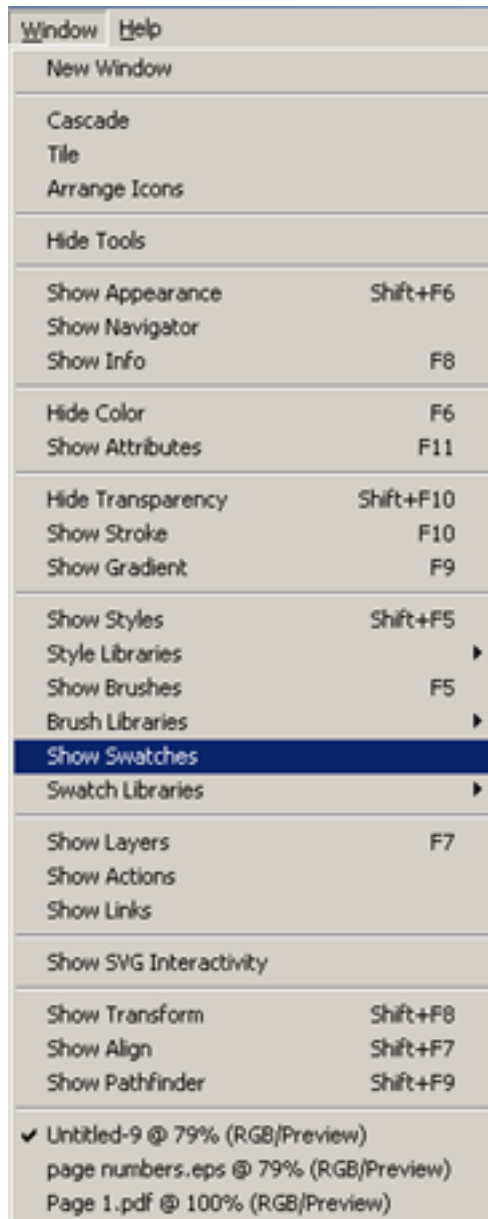 Window Help
New Window
Cascade
Tile
Arrange Icons
Hide Tools
Show Appearance Shift+F6
Show Navigator
Show Info F8
Hide Color F6
Show Attributes F11
Hide Transparency Shift+F10
Show Stroke F10
Show Gradient F9
Show Styles Shift+F5
Style Libraries
Show Brushes F5
Brush Libraries
Show Swatches
Swatch Libraries
Show Layers F7
Show Actions
Show Links
Show SVG Interactivity
Show Transform Shift+F8
Show Align Shift+F7
Show Pathfinder Shift+F9
Untitled-9 @ 79% (RGB/Preview)
page numbers.eps @ 79% (RGB/Preview)
Page 1.pdf @ 100% (RGB/Preview)